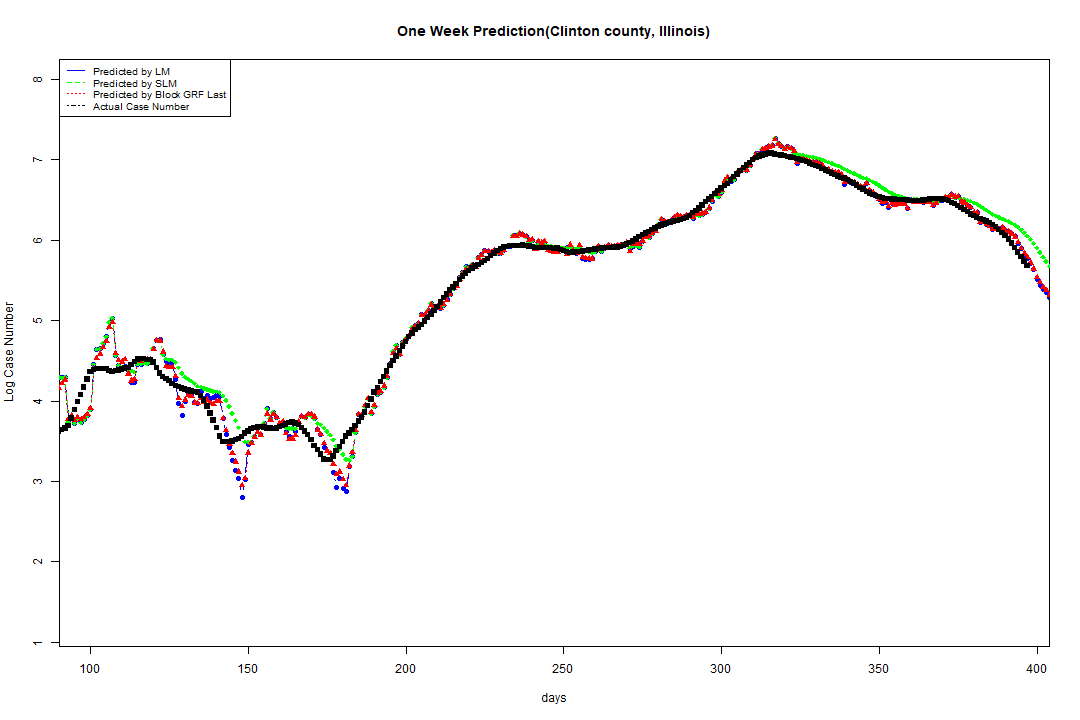 One Week Prediction(Clinton county, Illinois)
Predicted by LM
Predicted by SLM
Predicted by Block GRF Last
Actual Case Number
Log Case Number
8
7
6
5
4
3
2
1
100 150 200 250 300 350 400
days